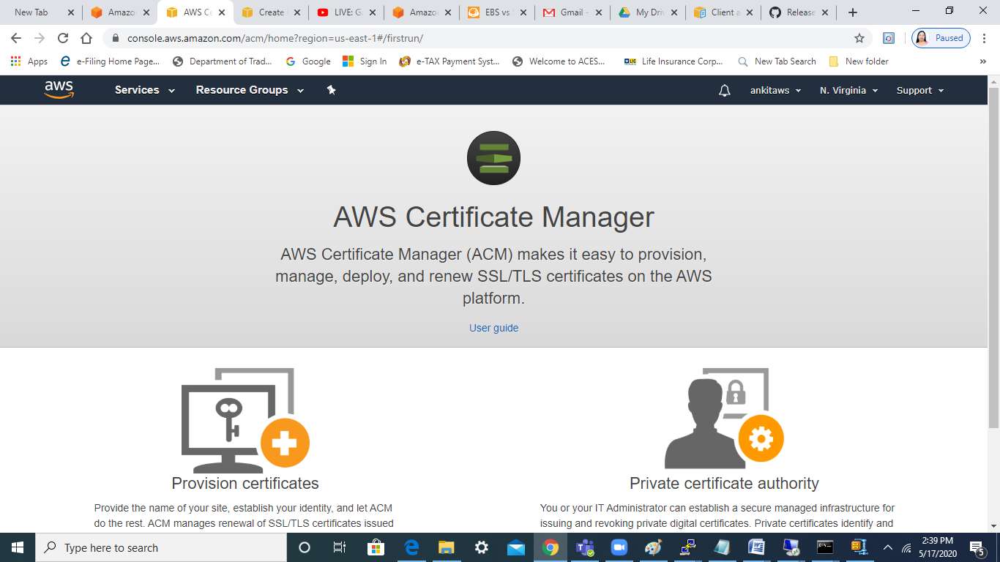 New Tab
Amazo
AWS Ce
Create
LIVE: G
Amazo
EBS vs
Gmail -
My Driv
Client a
Release
console.aws.amazon.com/acm/home?region=us-east-1#/firstrun/
Paused
Apps
e-Filing Home Page...
Department of Trad...
Google
Sign In
e-TAX Payment Syst...
Welcome to ACES...
LIC
Life Insurance Corp...
New Tab Search
New folder
aws
Services
Resource Groups
ankitaws
N. Virginia
Support
AWS Certificate Manager
AWS Certificate Manager (ACM) makes it easy to provision,
manage, deploy, and renew SSL/TLS certificates on the AWS
platform.
User guide
Provision certificates
Provide the name of your site, establish your identity, and let ACM
do the rest. ACM manages renewal of SSL/TLS certificates issued
Private certificate authority
You or your IT Administrator can establish a secure managed infrastructure for
issuing and revoking private digital certificates. Private certificates identify and
Type here to search
2:39 PM
5/17/2020
5